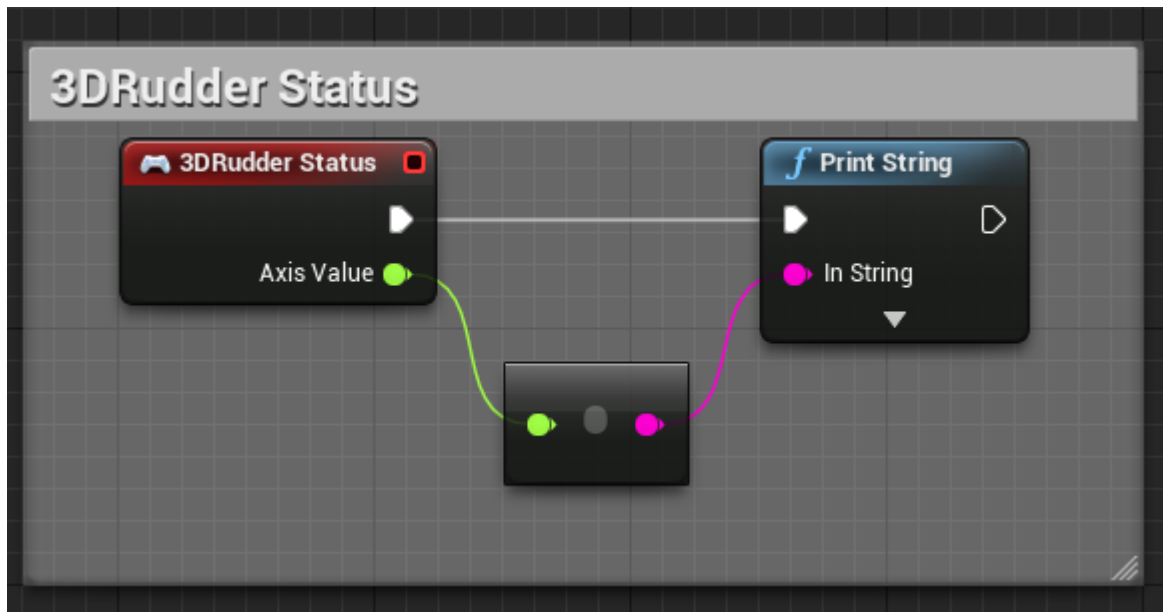 3DRudder Status
3DRudder Status
f Print String
Axis Value
In String